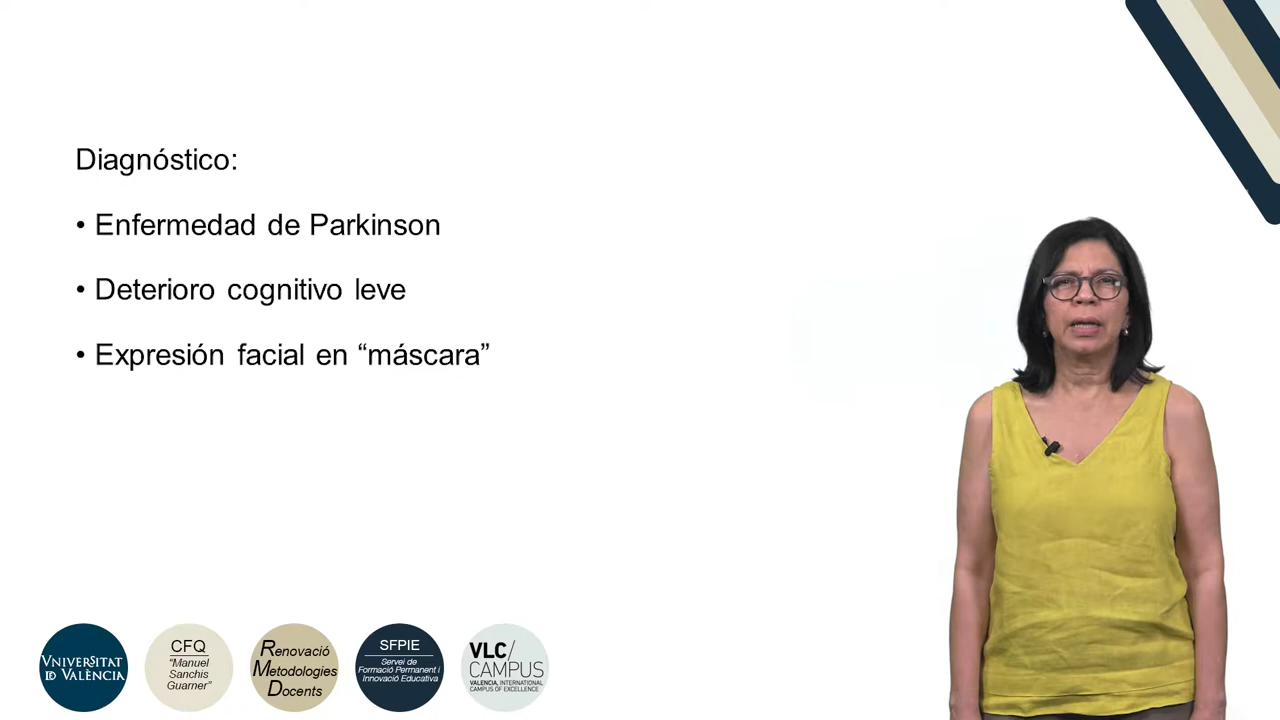 Diagnóstico:
• Enfermedad de Parkinson
• Deterioro cognitivo leve
• Expresión facial en “máscara”
VNIVERSITAT
ID VALÈNCIA
CFQ
“Manuel
Sanchis
Guarner”
Renovació
Metodologies
Docents
SFPIE
Servei de
Formació Permanent i
Innovació Educativa
VLC/
CAMPUS
VALENCIA, INTERNATIONAL
CAMPUS OF EXCELLENCE